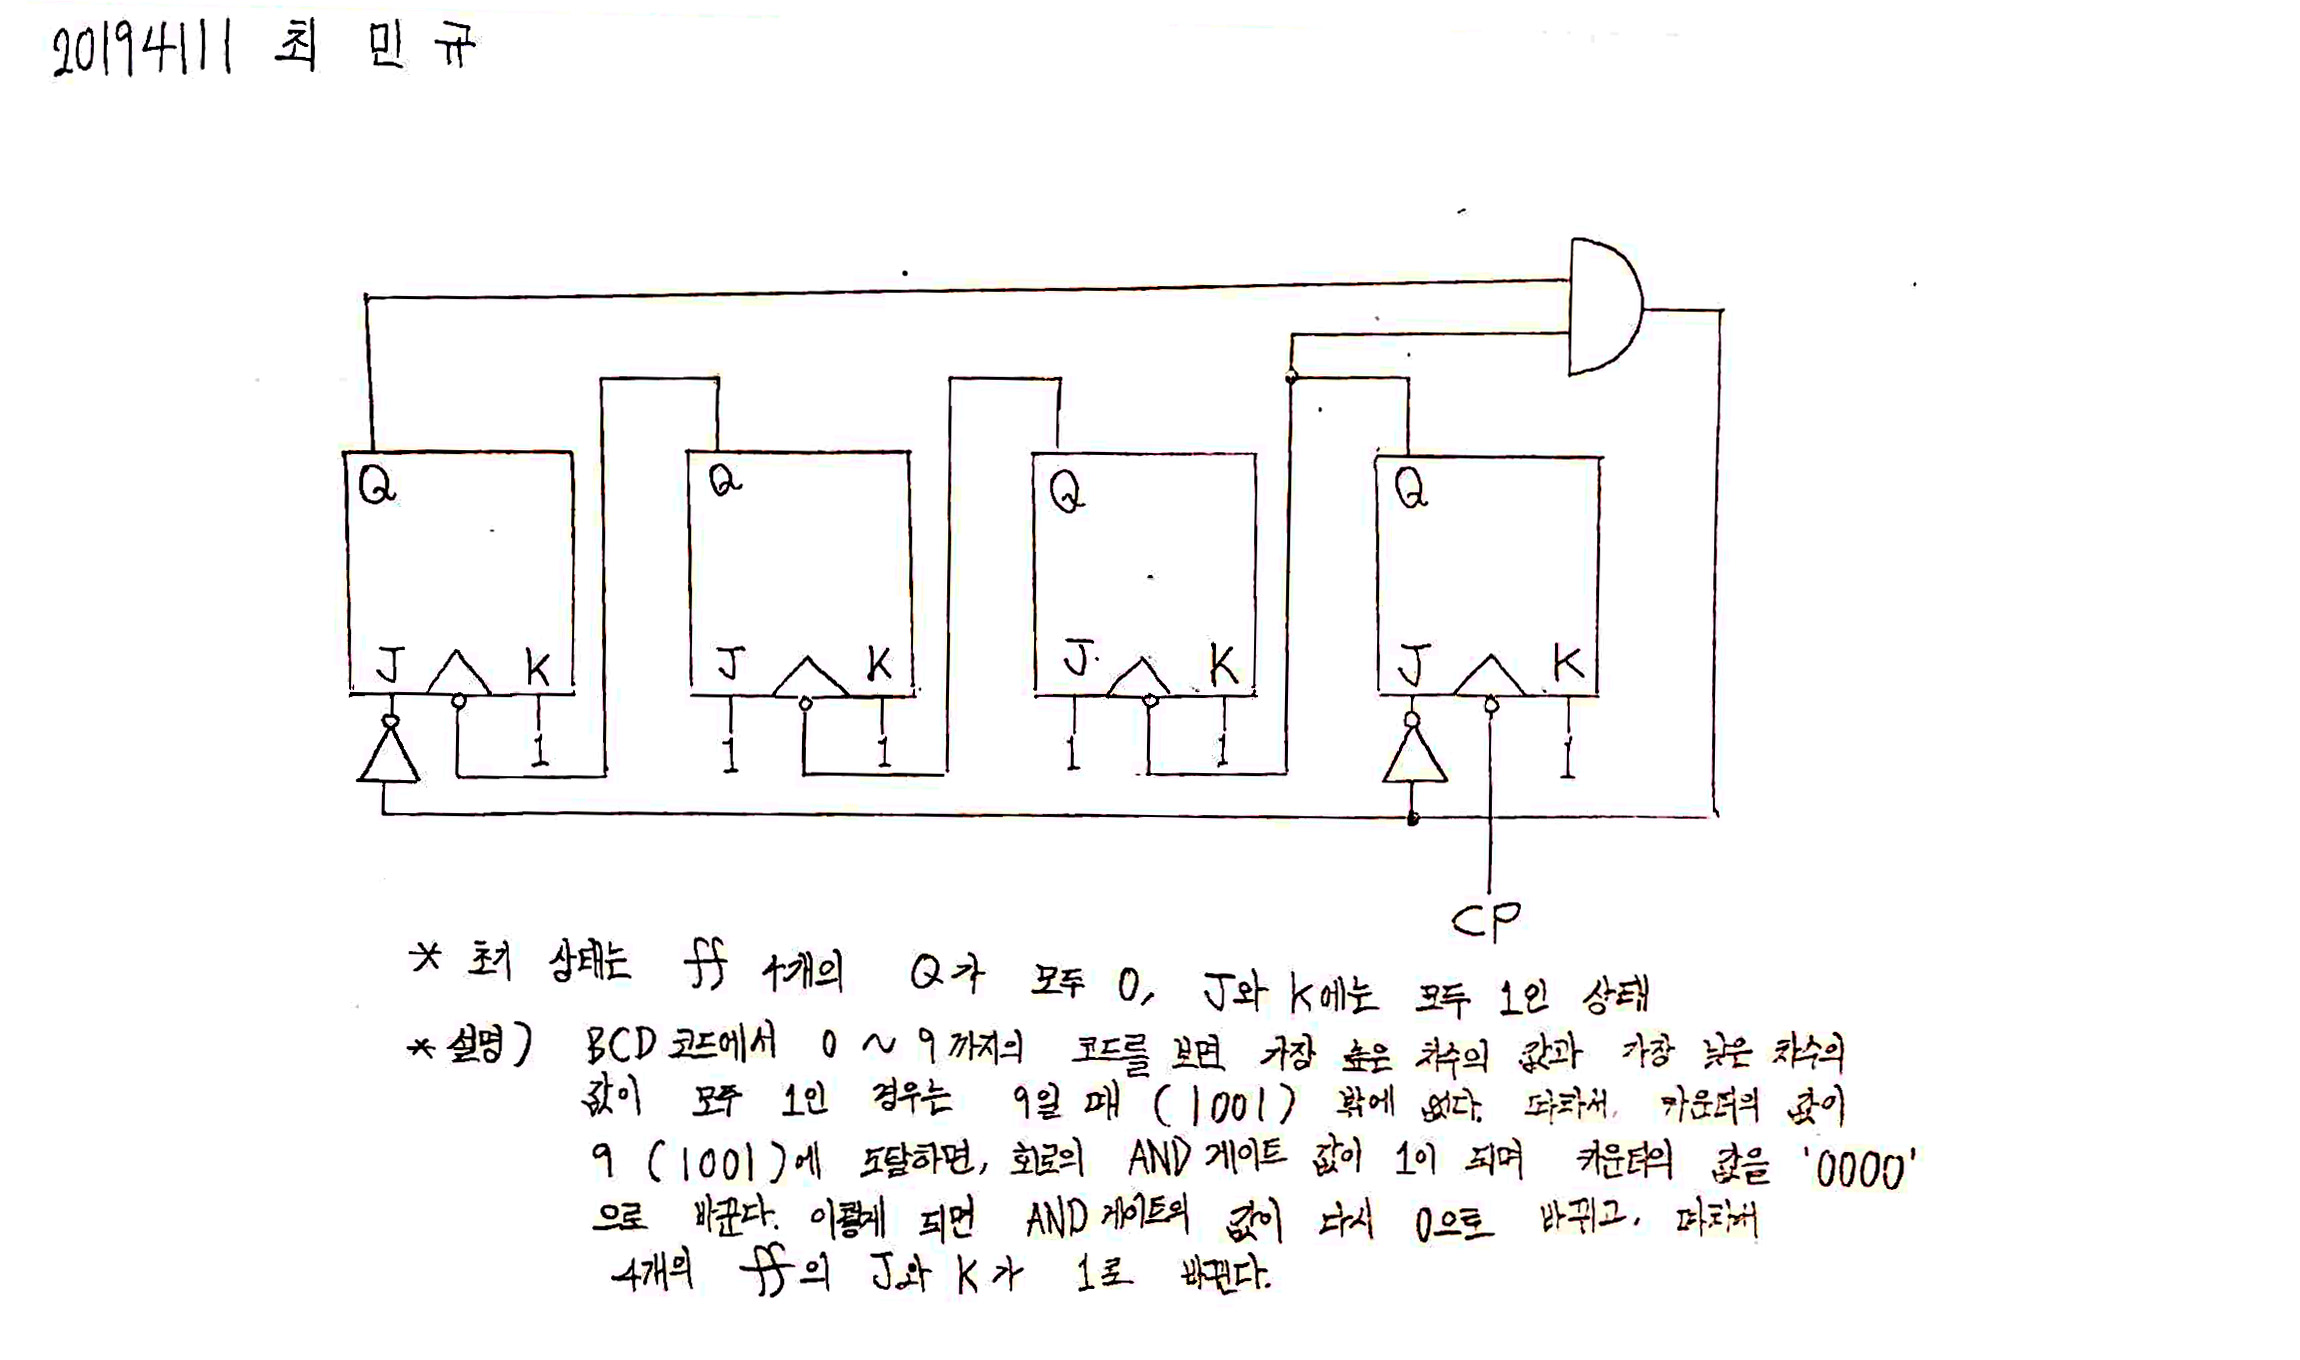 20194111 최 민 규
Q Q Q Q
J K J K J K J K
1 1 1 1 1 1
CP
* 초기 상태는 ff 4개의 Q가 모두 0, J와 K에는 모두 1인 상태
* 설명) BCD 코드에서 0 ~ 9까지의 코드를 보면 가장 높은 차수의 값과 가장 낮은 차수의
값이 모두 1인 경우는 9일 때 (1001) 밖에 없다. 따라서, 카운터의 값이
9 (1001)에 도달하면, 회로의 AND 게이트 값이 1이 되며 카운터의 값을 '0000'
으로 바꾼다. 이렇게 되면 AND 게이트의 값이 다시 0으로 바뀌고, 따라서
4개의 ff의 J와 K가 1로 바뀐다.